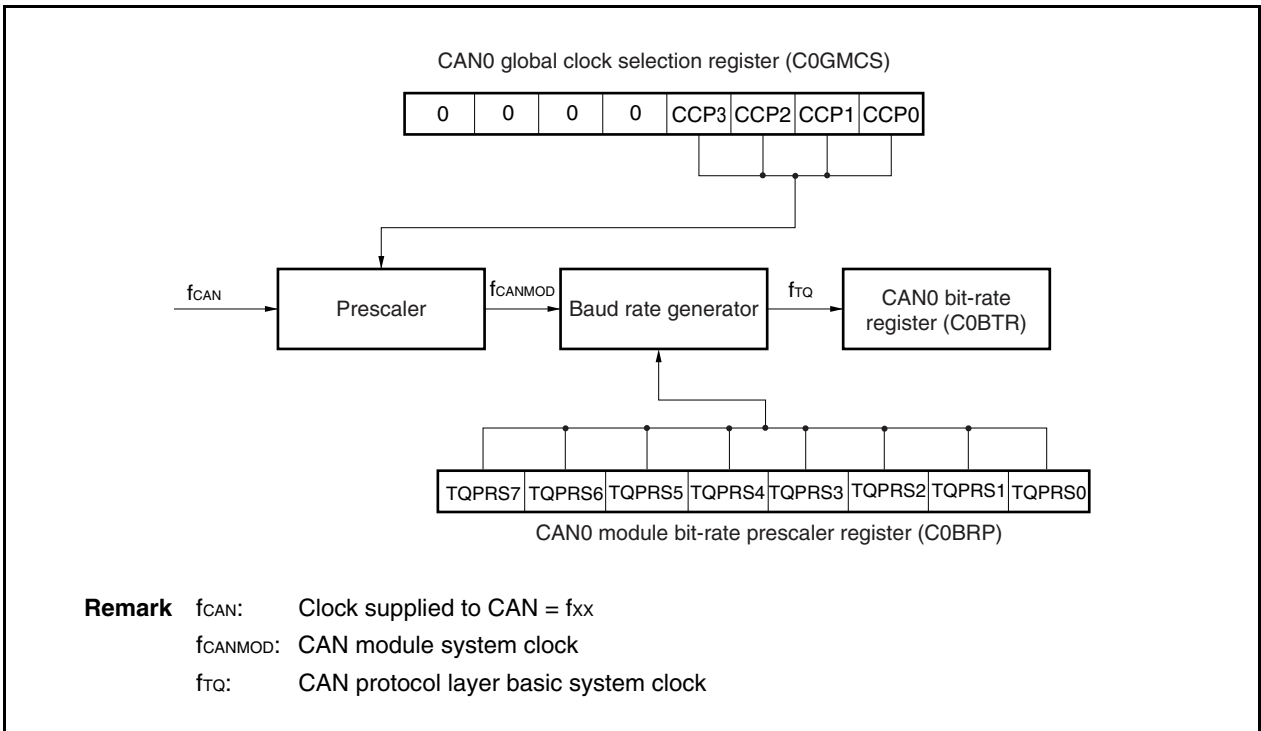 CAN0 global clock selection register (C0GMCS)
0 0 0 0 CCP3 CCP2 CCP1 CCP0
fCAN
Prescaler
fCANMOD
Baud rate generator
fTQ
CAN0 bit-rate
register (C0BTR)
TQPRS7 TQPRS6 TQPRS5 TQPRS4 TQPRS3 TQPRS2 TQPRS1 TQPRS0
CAN0 module bit-rate prescaler register (C0BRP)
Remark fCAN: Clock supplied to CAN = fXX
fCANMOD: CAN module system clock
fTQ: CAN protocol layer basic system clock